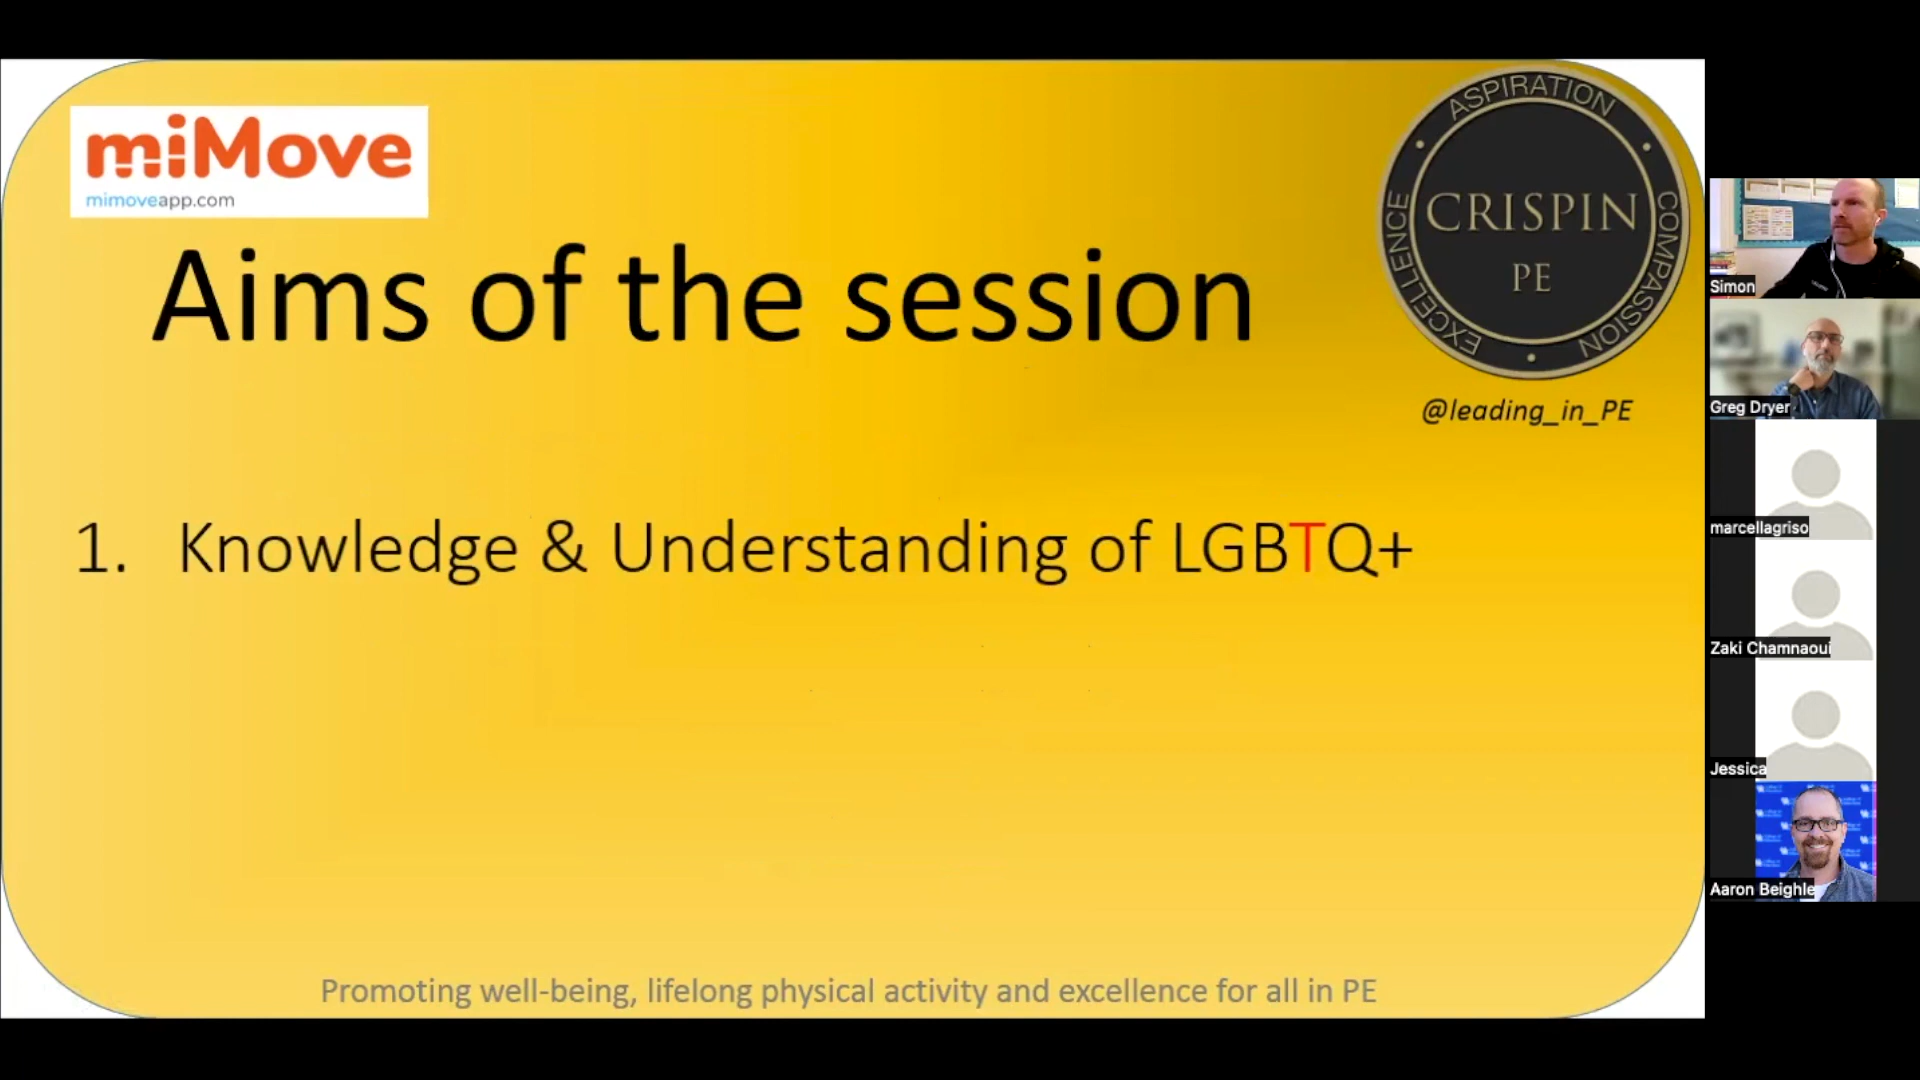 miMove
mimoveapp.com
ASPIRATION
COMPASSION
EXCELLENCE
CRISPIN
PE
@leading_in_PE
Aims of the session
1. Knowledge & Understanding of LGBTQ+
Promoting well-being, lifelong physical activity and excellence for all in PE
Simon
Greg Dryer
marcellagriso
Zaki Chamnaoui
Jessica
Aaron Beighle